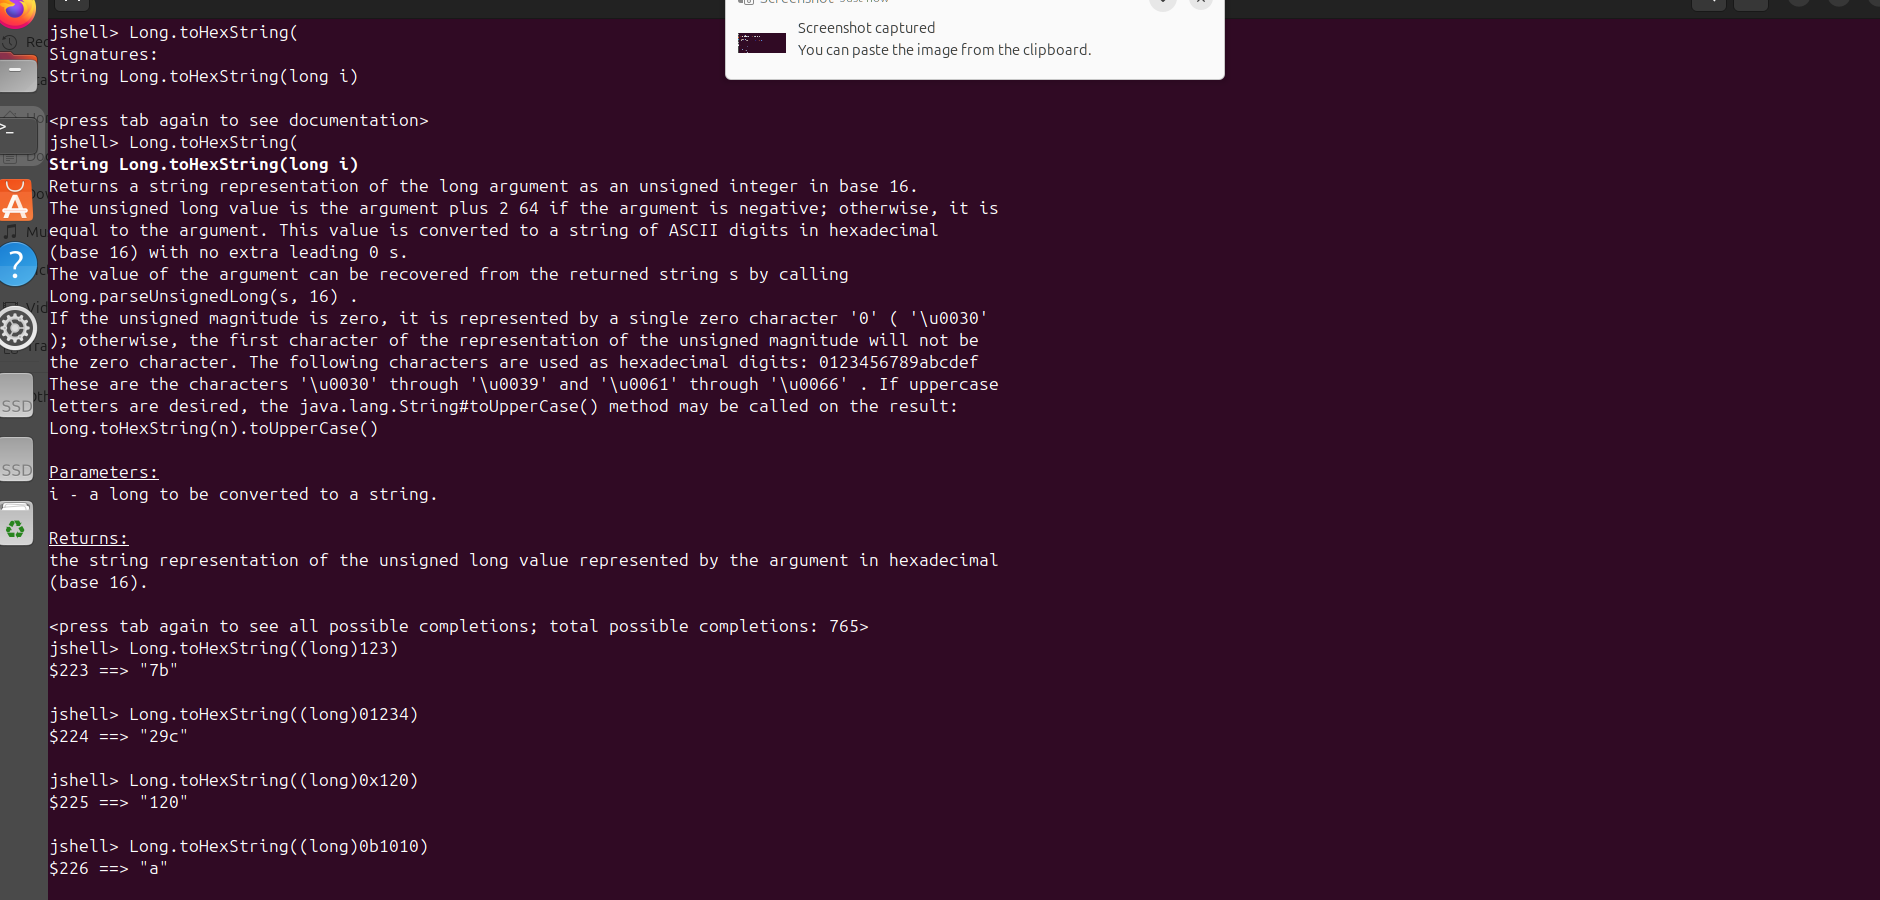 Screenshot Just now
Screenshot captured
You can paste the image from the clipboard.
jshell> Long.toHexString(
Signatures:
String Long.toHexString(long i)
<press tab again to see documentation>
jshell> Long.toHexString(
String Long.toHexString(long i)
Returns a string representation of the long argument as an unsigned integer in base 16.
The unsigned long value is the argument plus 2 64 if the argument is negative; otherwise, it is
equal to the argument. This value is converted to a string of ASCII digits in hexadecimal
(base 16) with no extra leading 0 s.
The value of the argument can be recovered from the returned string s by calling
Long.parseUnsignedLong(s, 16) .
If the unsigned magnitude is zero, it is represented by a single zero character '0' ( '\u0030'
); otherwise, the first character of the representation of the unsigned magnitude will not be
the zero character. The following characters are used as hexadecimal digits: 0123456789abcdef
These are the characters '\u0030' through '\u0039' and '\u0061' through '\u0066' . If uppercase
letters are desired, the java.lang.String#toUpperCase() method may be called on the result:
Long.toHexString(n).toUpperCase()
Parameters:
i - a long to be converted to a string.
Returns:
the string representation of the unsigned long value represented by the argument in hexadecimal
(base 16).
<press tab again to see all possible completions; total possible completions: 765>
jshell> Long.toHexString((long)123)
$223 ==> "7b"
jshell> Long.toHexString((long)01234)
$224 ==> "29c"
jshell> Long.toHexString((long)0x120)
$225 ==> "120"
jshell> Long.toHexString((long)0b1010)
$226 ==> "a"
SSD
SSD